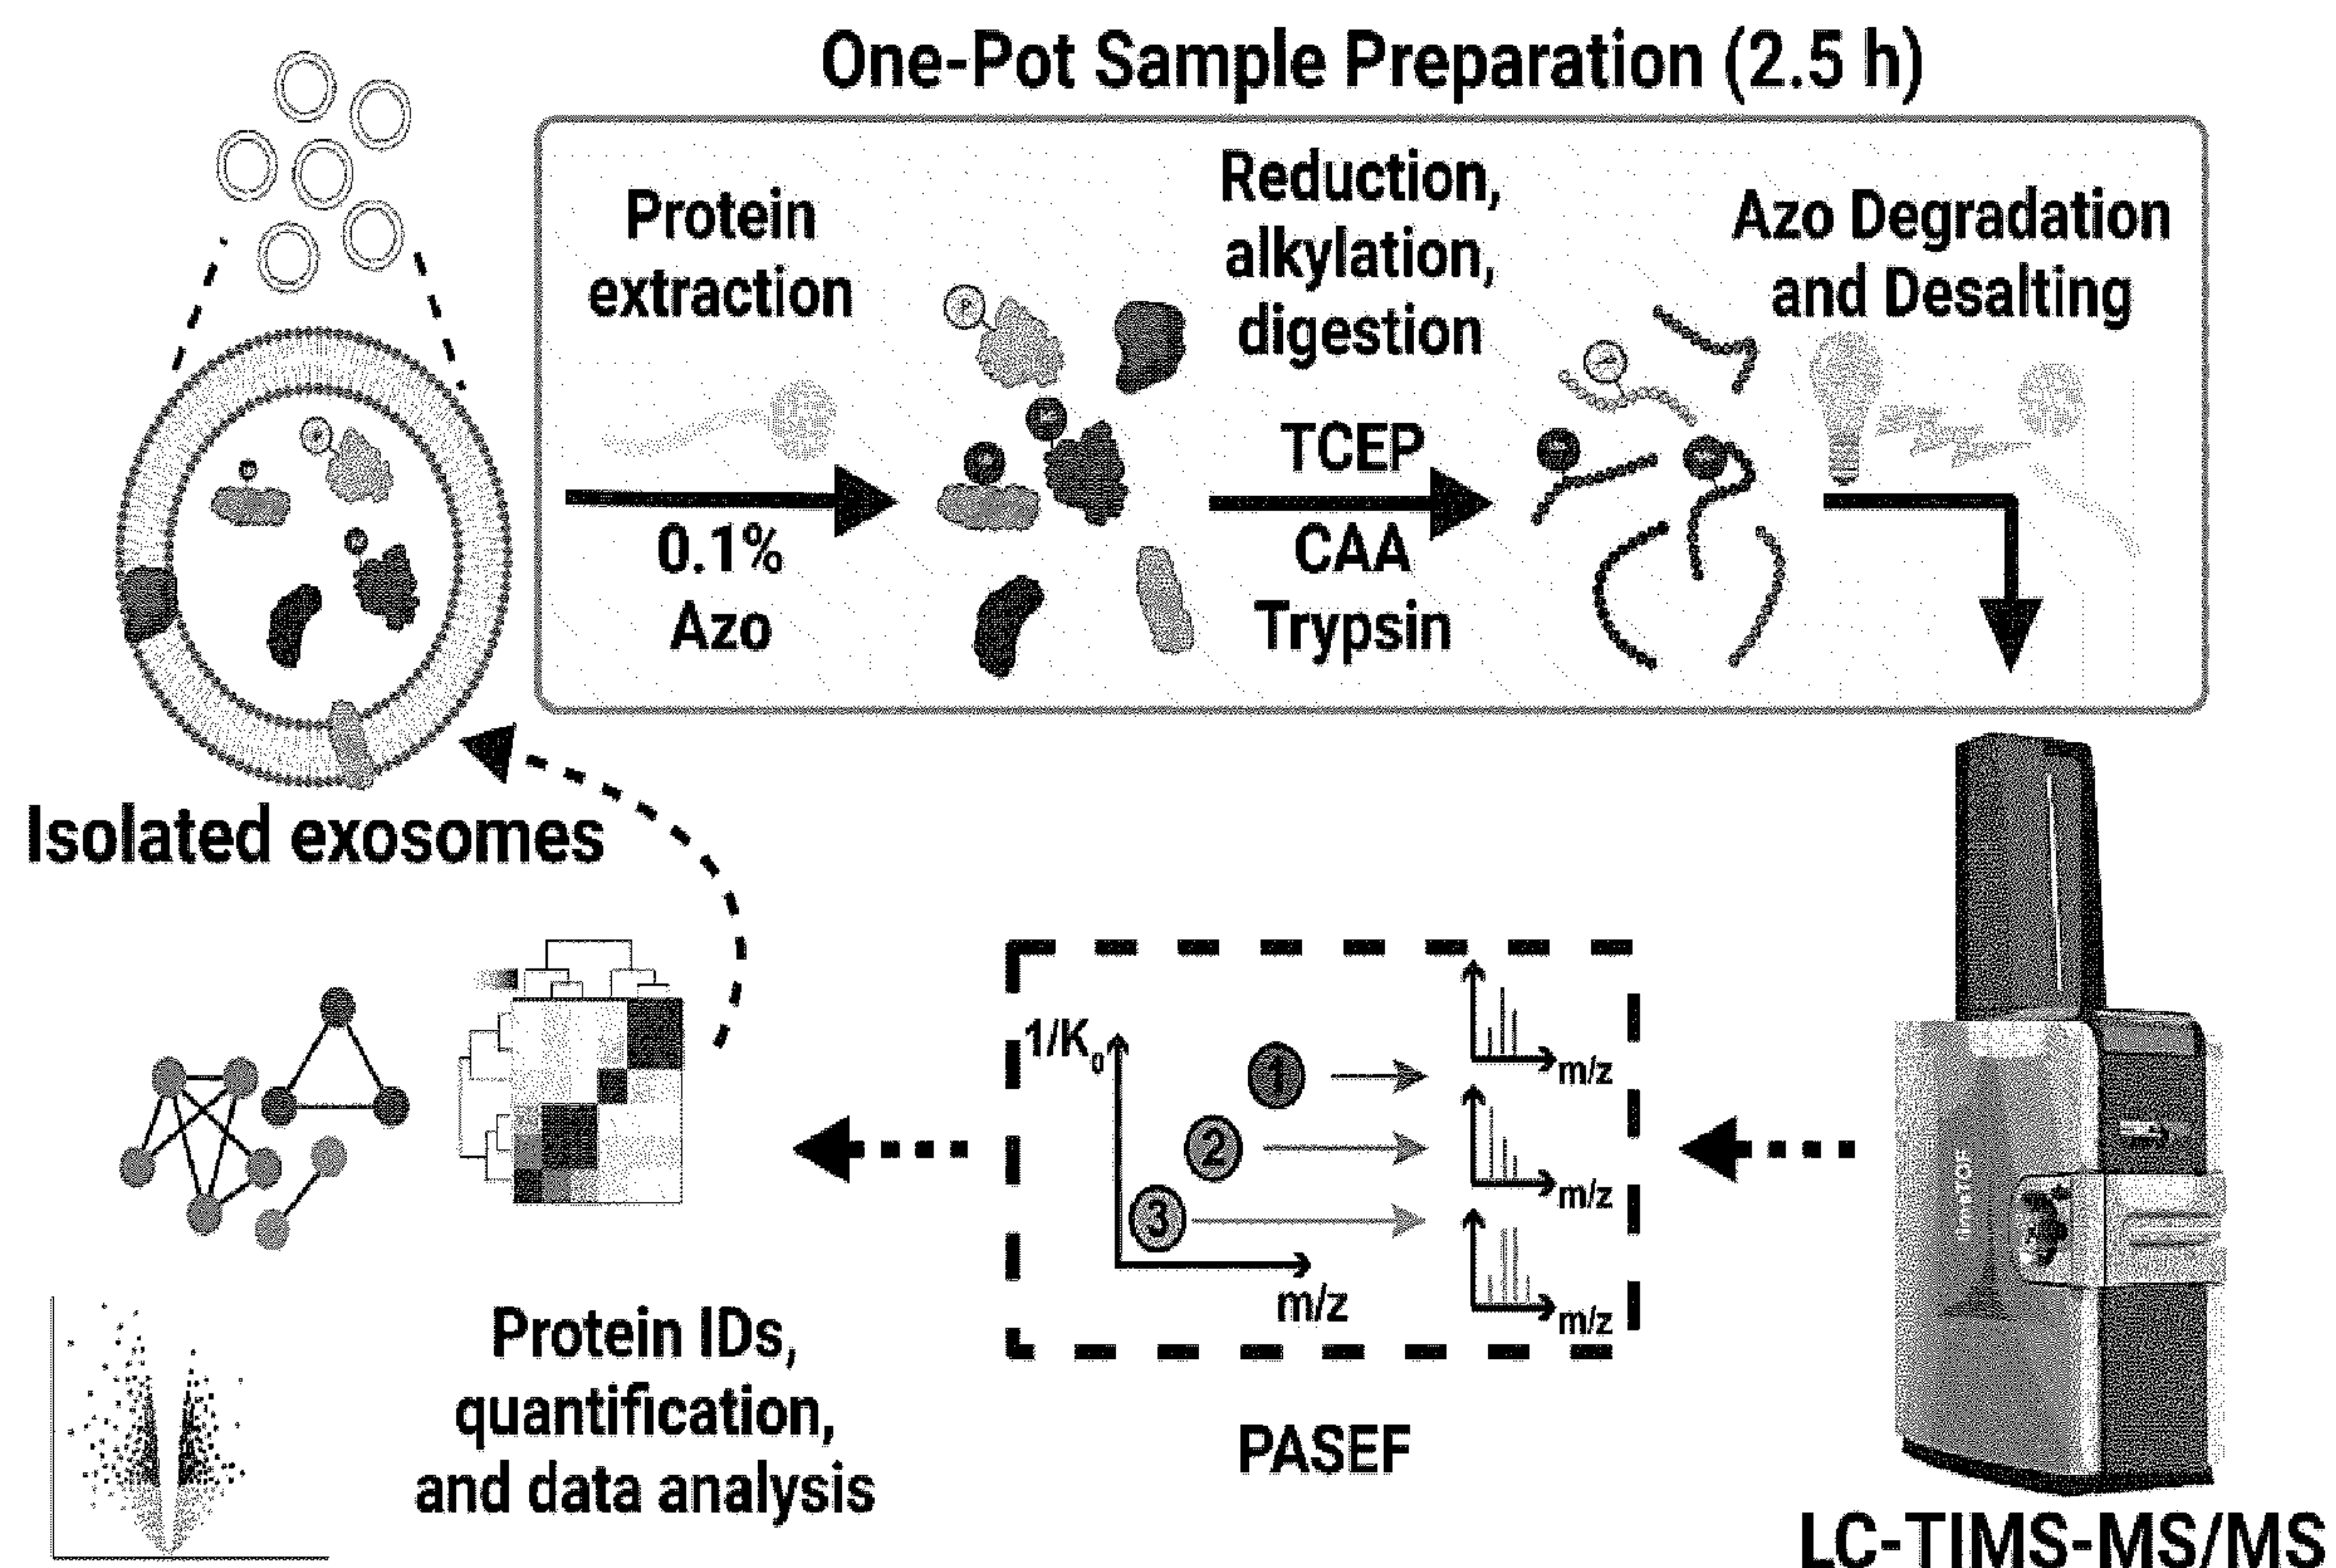 One-Pot Sample Preparation (2.5 h)
Protein
extraction
0.1%
Azo
Reduction,
alkylation,
digestion
TCEP
CAA
Trypsin
Azo Degradation
and Desalting
Isolated exosomes
1/K0
1
2
3
m/z
m/z
m/z
m/z
PASEF
timsTOF
LC-TIMS-MS/MS
Protein IDs,
quantification,
and data analysis